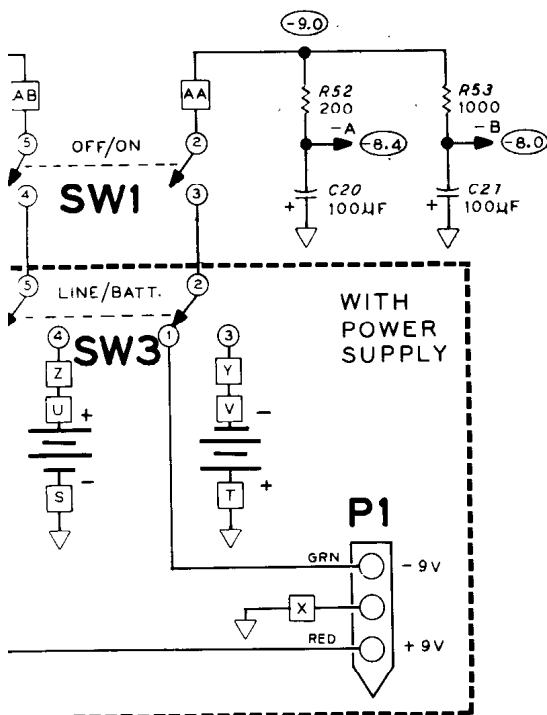 -9.0
AB
AA
R52
200
R53
1000
-A
-8.4
-B
-8.0
5
OFF/ON
2
SW1
4
3
+
C20
100µF
+
C21
100µF
5
LINE/BATT.
2
WITH
POWER
SUPPLY
4
SW3
1
3
Z
U
+
S
-
Y
V
-
T
+
P1
GRN
-9V
X
RED
+9V